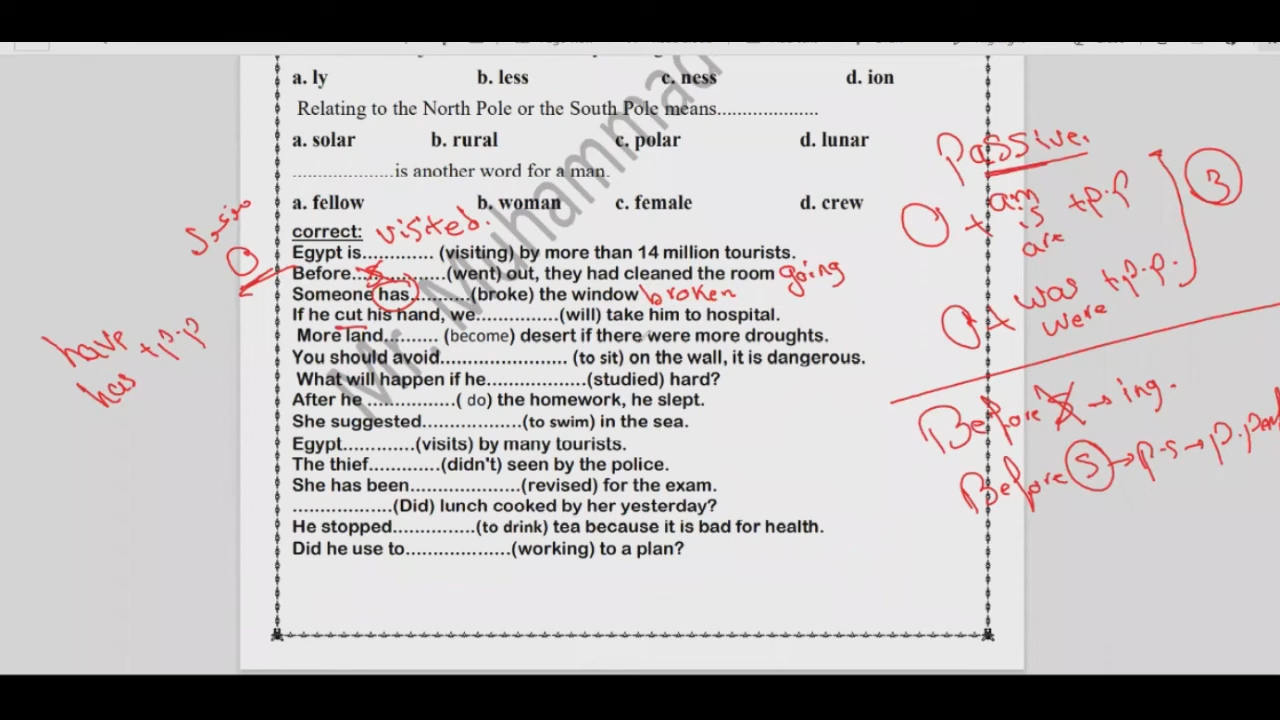 a. ly b. less c. ness d. ion
Relating to the North Pole or the South Pole means....................
a. solar b. rural c. polar d. lunar
....................is another word for a man.
a. fellow b. woman c. female d. crew
correct: visited.
Egypt is............. (visiting) by more than 14 million tourists.
Before..................(went) out, they had cleaned the room going
Someone has..........(broke) the window broken
If he cut his hand, we..............(will) take him to hospital.
More land.......... (become) desert if there were more droughts.
You should avoid....................... (to sit) on the wall, it is dangerous.
What will happen if he..................(studied) hard?
After he ................( do) the homework, he slept.
She suggested..................(to swim) in the sea.
Egypt.............(visits) by many tourists.
The thief.............(didn't) seen by the police.
She has been....................(revised) for the exam.
..................(Did) lunch cooked by her yesterday?
He stopped...............(to drink) tea because it is bad for health.
Did he use to...................(working) to a plan?
Mr. Muhammad
have
has +p.p
Passive.
O + am
is +p.p
are
3
O + was +p.p.
were
Before → ing.
Before S → p.s → p.perf